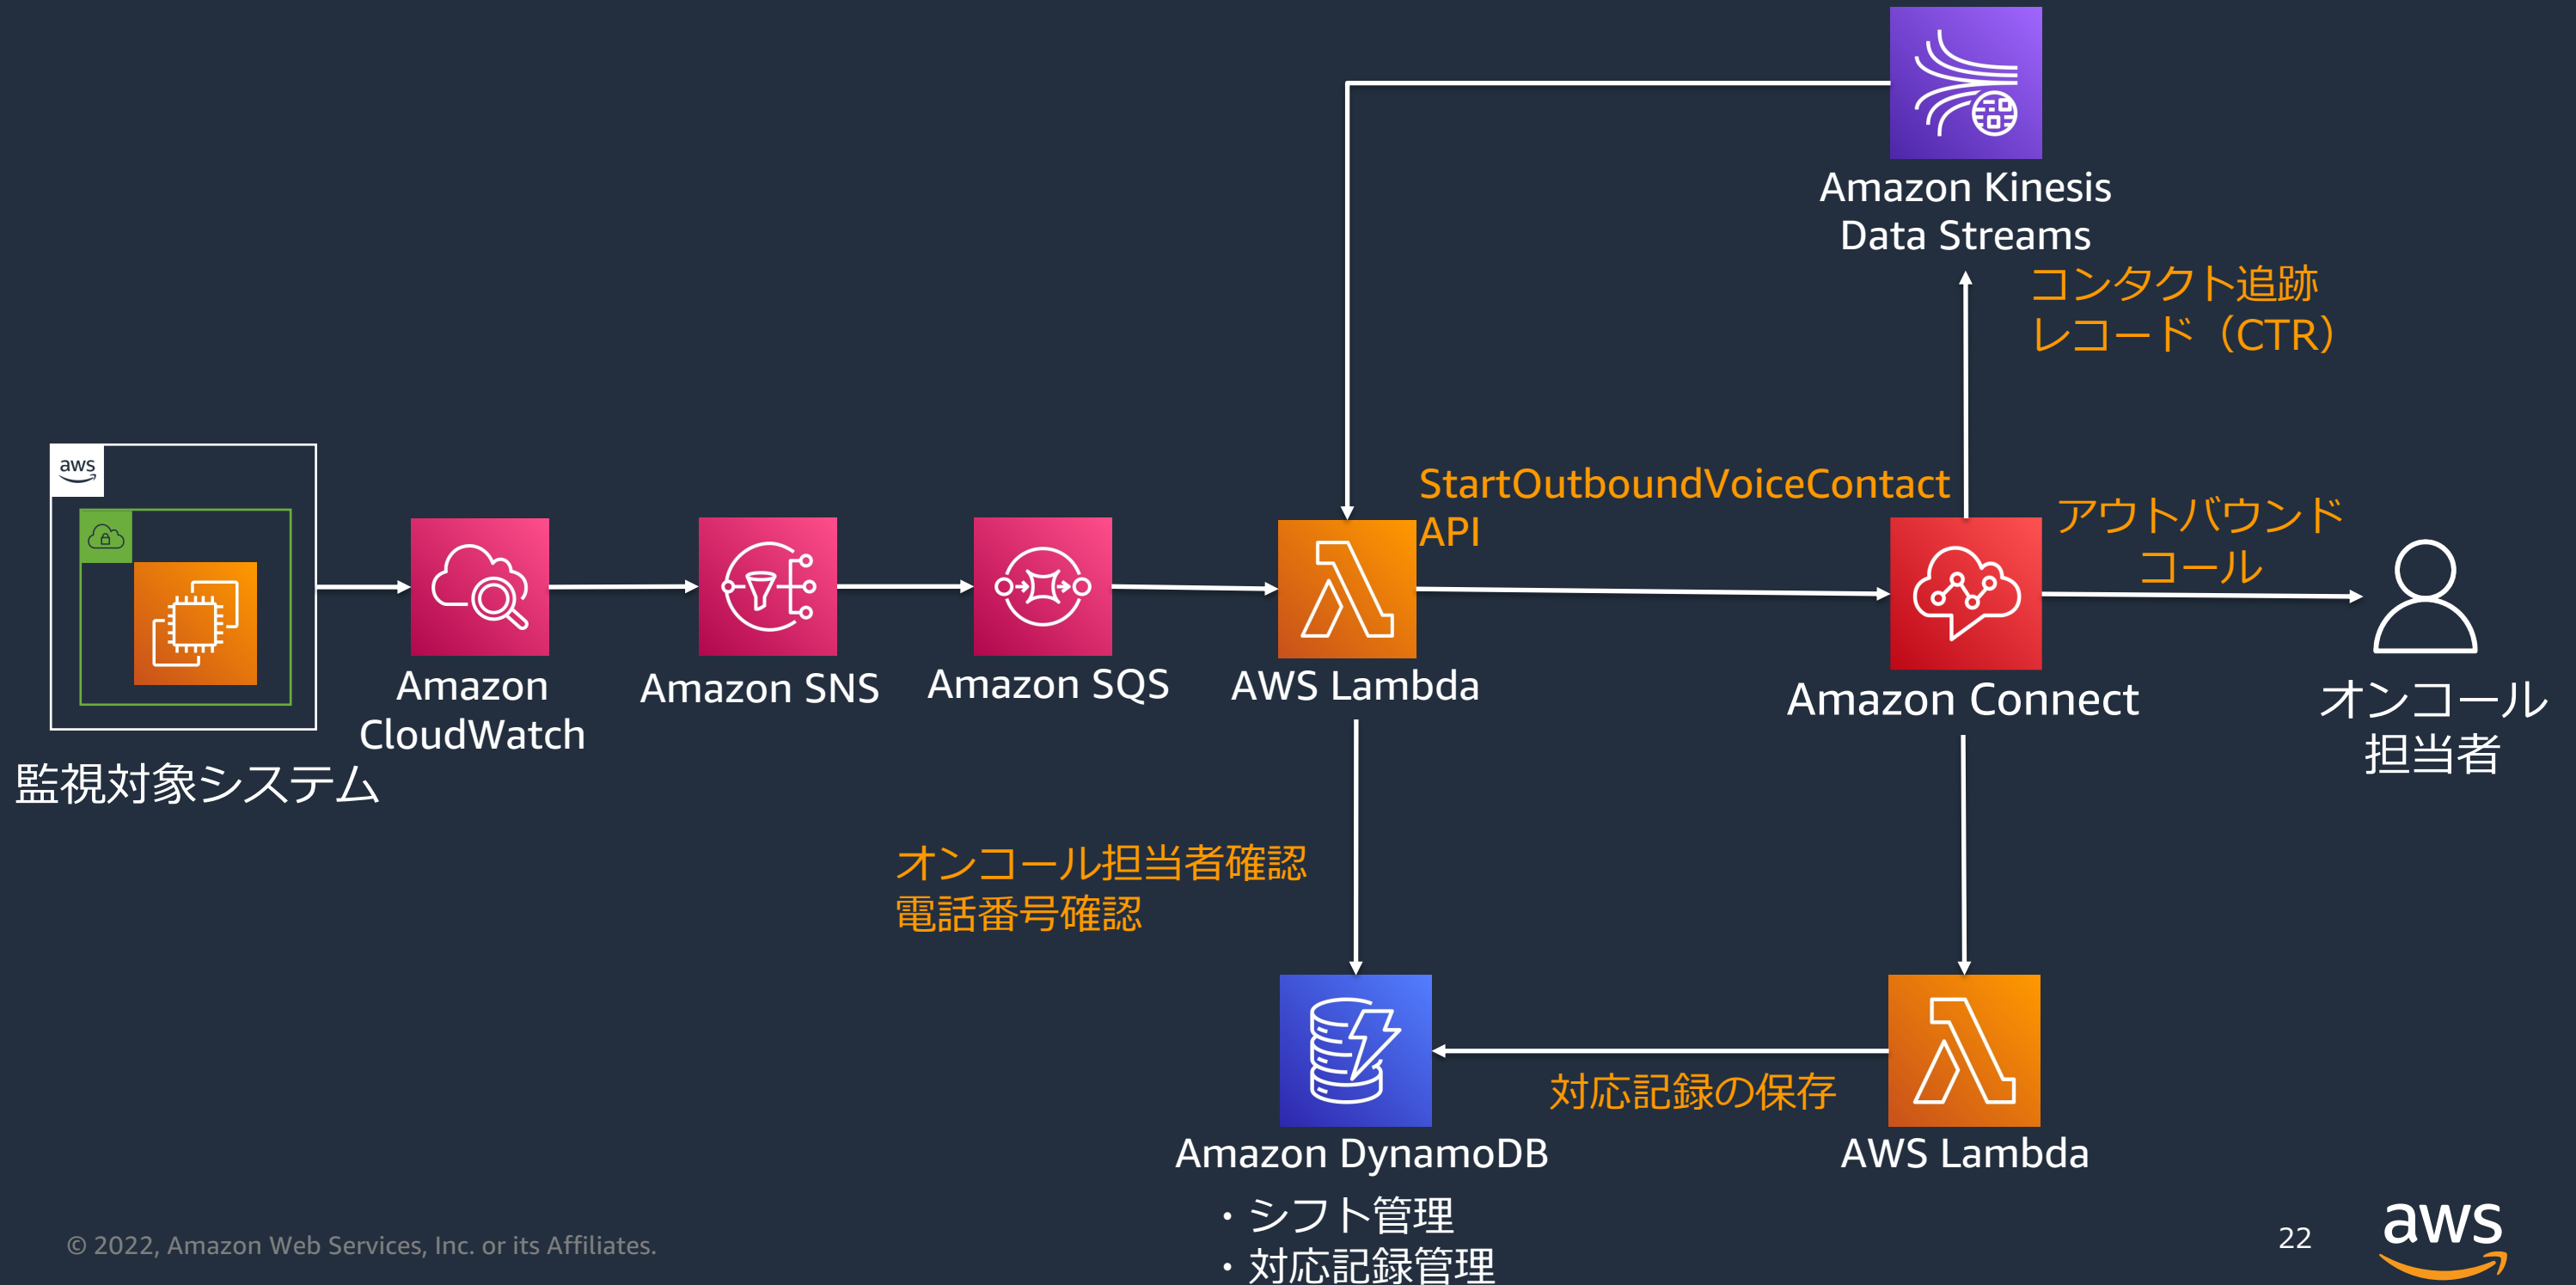 Amazon Kinesis
Data Streams
コンタクト追跡
レコード（CTR）
aws
StartOutboundVoiceContact
API
アウトバウンド
コール
Amazon
CloudWatch
Amazon SNS
Amazon SQS
AWS Lambda
Amazon Connect
オンコール
担当者
監視対象システム
オンコール担当者確認
電話番号確認
対応記録の保存
Amazon DynamoDB
AWS Lambda
・シフト管理
・対応記録管理
© 2022, Amazon Web Services, Inc. or its Affiliates.
22
aws